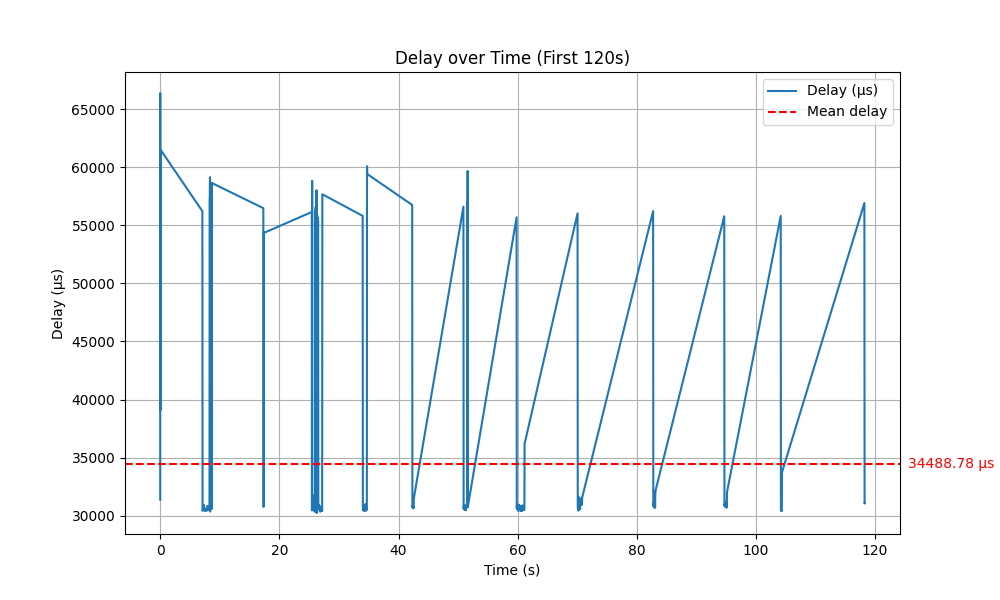 Delay over Time (First 120s)
Delay (µs)
Mean delay
65000
60000
55000
50000
45000
40000
35000
30000
Delay (µs)
34488.78 µs
0 20 40 60 80 100 120
Time (s)